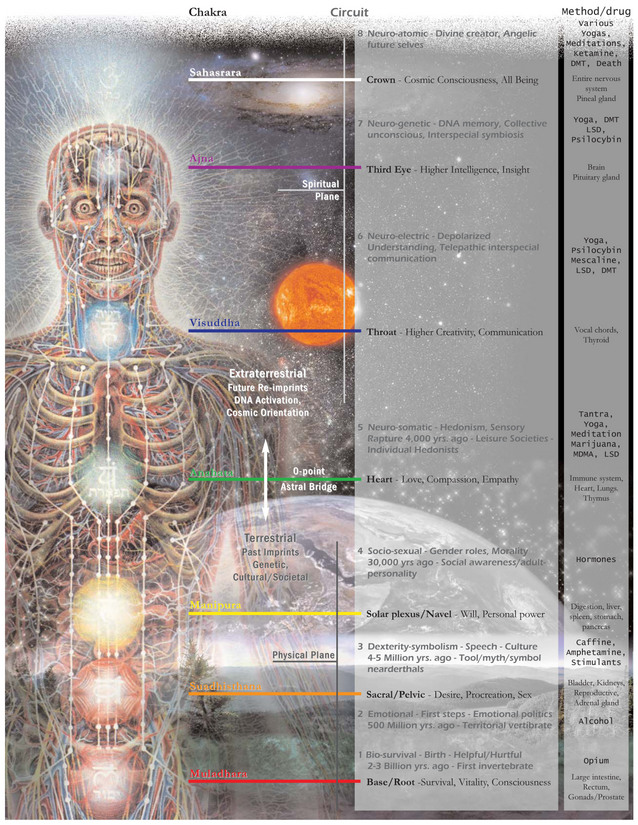 Chakra
Circuit
Method/drug
8 Neuro-atomic - Divine creator, Angelic
future selves
Various
Yogas,
Meditations,
Ketamine,
DMT, Death
Sahasrara
Crown - Cosmic Consciousness, All Being
Entire nervous
system
Pineal gland
7 Neuro-genetic - DNA memory, Collective
unconscious, Interspecial symbiosis
Yoga, DMT
LSD,
Psilocybin
Ajna
Third Eye - Higher Intelligence, Insight
Brain
Pituitary gland
Spiritual
Plane
6 Neuro-electric - Depolarized
Understanding, Telepathic interspecial
communication
Yoga,
Psilocybin
Mescaline,
LSD, DMT
Visuddha
Throat - Higher Creativity, Communication
Vocal chords,
Thyroid
Extraterrestrial
Future Re-imprints
DNA Activation,
Cosmic Orientation
5 Neuro-somatic - Hedonism, Sensory
Rapture 4,000 yrs. ago - Leisure Societies -
Individual Hedonists
Tantra,
Yoga,
Meditation
Marijuana,
MDMA, LSD
Anahata
0-point
Astral Bridge
Heart - Love, Compassion, Empathy
Immune system,
Heart, Lungs.
Thymus
Terrestrial
Past Imprints
Genetic,
Cultural/Societal
4 Socio-sexual - Gender roles, Morality
30,000 yrs ago - Social awareness/adult
personality
Hormones
Manipura
Solar plexus/Navel - Will, Personal power
Digestion, liver,
spleen, stomach,
pancreas
Physical Plane
3 Dexterity-symbolism - Speech - Culture
4-5 Million yrs. ago - Tool/myth/symbol
nearderthals
Caffine,
Amphetamine,
Stimulants
Sacral/Pelvic - Desire, Procreation, Sex
Bladder, Kidneys,
Reproductive,
Adrenal gland
2 Emotional - First steps - Emotional politics
500 Million yrs. ago - Territorial vertibrate
Alcohol
1 Bio-survival - Birth - Helpful/Hurtful
2-3 Billion yrs. ago - First invertebrate
Opium
Muladhara
Base/Root -Survival, Vitality, Consciousness
Large intestine,
Rectum,
Gonads/Prostate